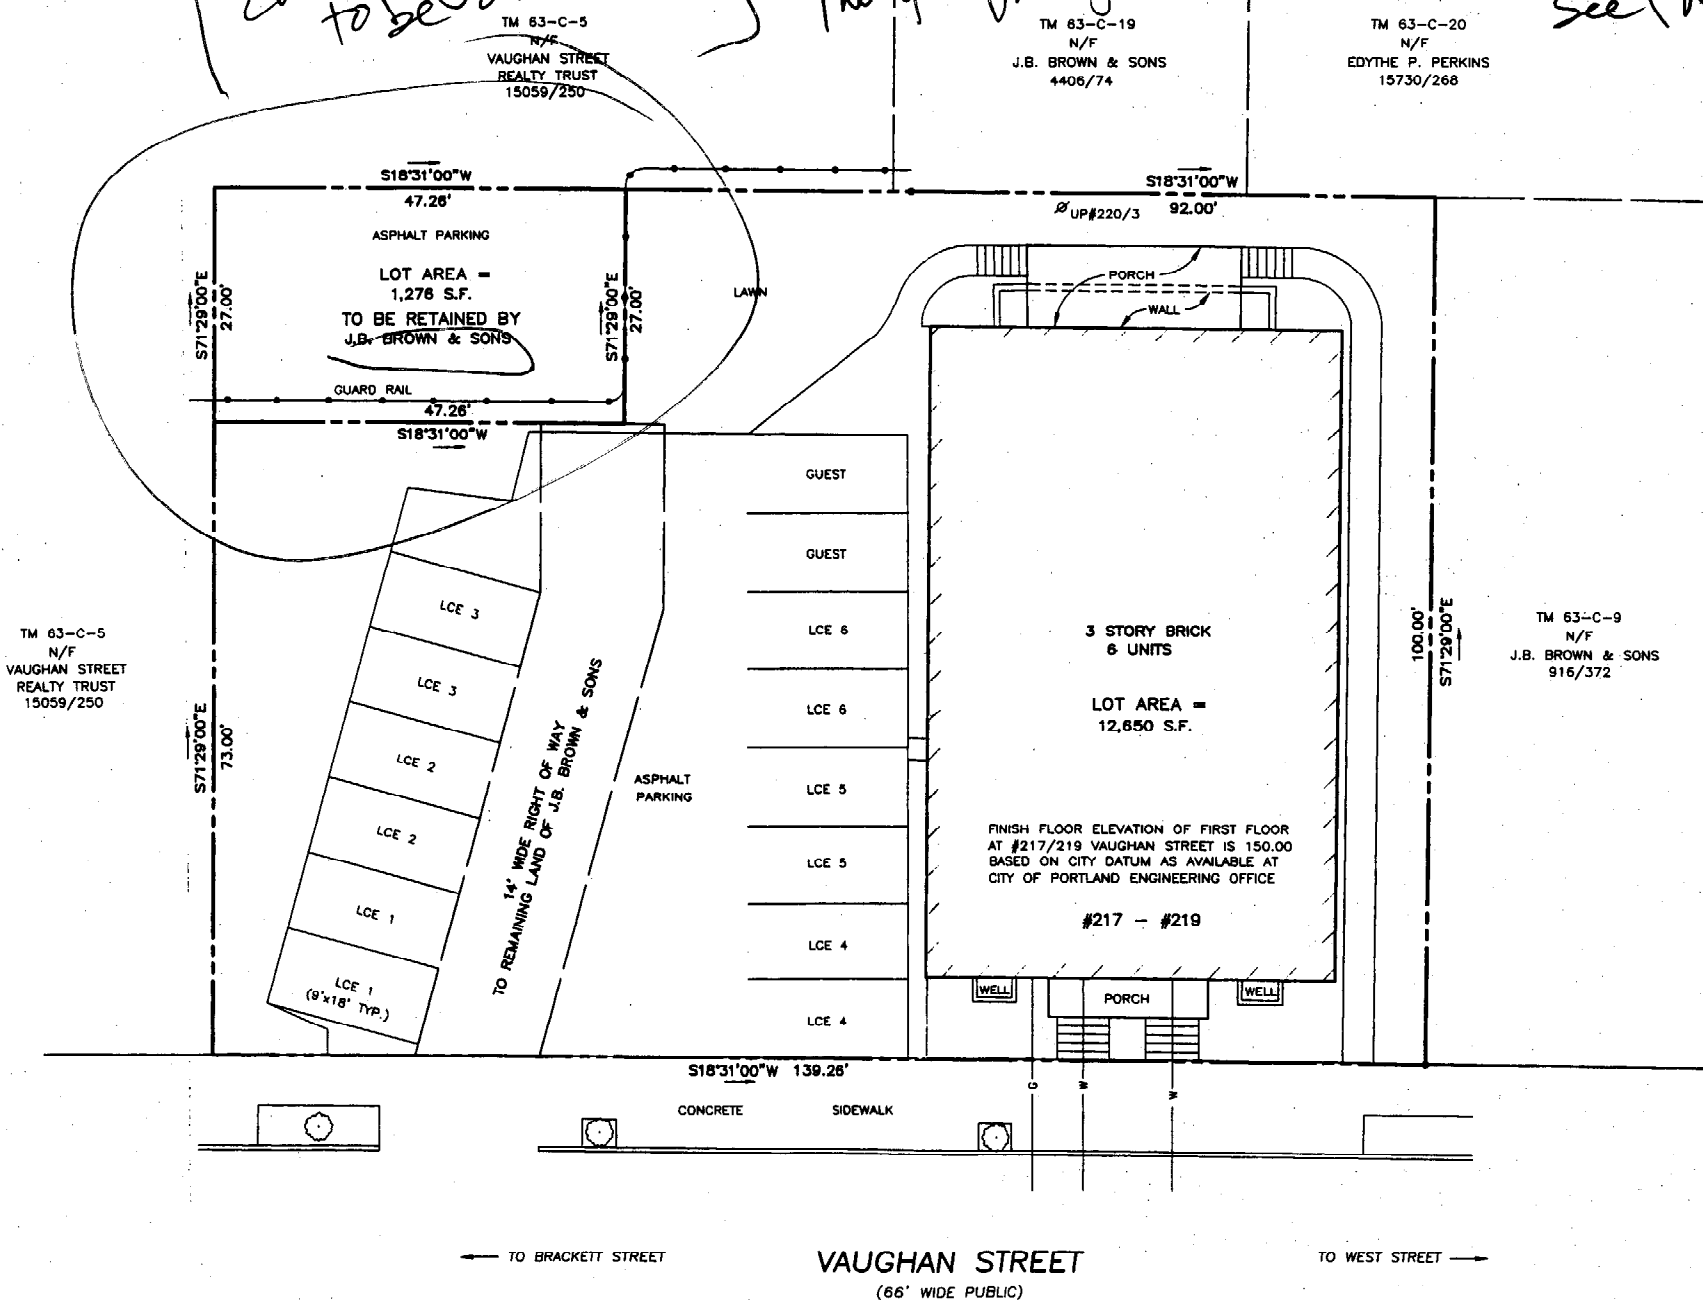 to be
see
TM 63-C-5
N/F
VAUGHAN STREET
REALTY TRUST
15059/250
TM 63-C-19
N/F
J.B. BROWN & SONS
4406/74
TM 63-C-20
N/F
EDYTHE P. PERKINS
15730/268
S18°31'00"W
47.26'
S18°31'00"W
92.00'
UP#220/3
ASPHALT PARKING
LOT AREA =
1,276 S.F.
TO BE RETAINED BY
J.B. BROWN & SONS
S71°29'00"E
27.00'
S71°29'00"E
27.00'
GUARD RAIL
47.26'
S18°31'00"W
LAWN
PORCH
WALL
GUEST
GUEST
LCE 6
LCE 6
LCE 5
LCE 5
LCE 4
LCE 4
LCE 3
LCE 3
LCE 2
LCE 2
LCE 1
LCE 1
(9'x18' TYP.)
14' WIDE RIGHT OF WAY
TO REMAINING LAND OF J.B. BROWN & SONS
ASPHALT
PARKING
TM 63-C-5
N/F
VAUGHAN STREET
REALTY TRUST
15059/250
S71°29'00"E
73.00'
3 STORY BRICK
6 UNITS
LOT AREA =
12,650 S.F.
FINISH FLOOR ELEVATION OF FIRST FLOOR
AT #217/219 VAUGHAN STREET IS 150.00
BASED ON CITY DATUM AS AVAILABLE AT
CITY OF PORTLAND ENGINEERING OFFICE
#217 - #219
100.00'
S71°29'00"E
TM 63-C-9
N/F
J.B. BROWN & SONS
916/372
WELL
PORCH
WELL
S18°31'00"W 139.26'
G
W
W
CONCRETE SIDEWALK
TO BRACKETT STREET
VAUGHAN STREET
(66' WIDE PUBLIC)
TO WEST STREET